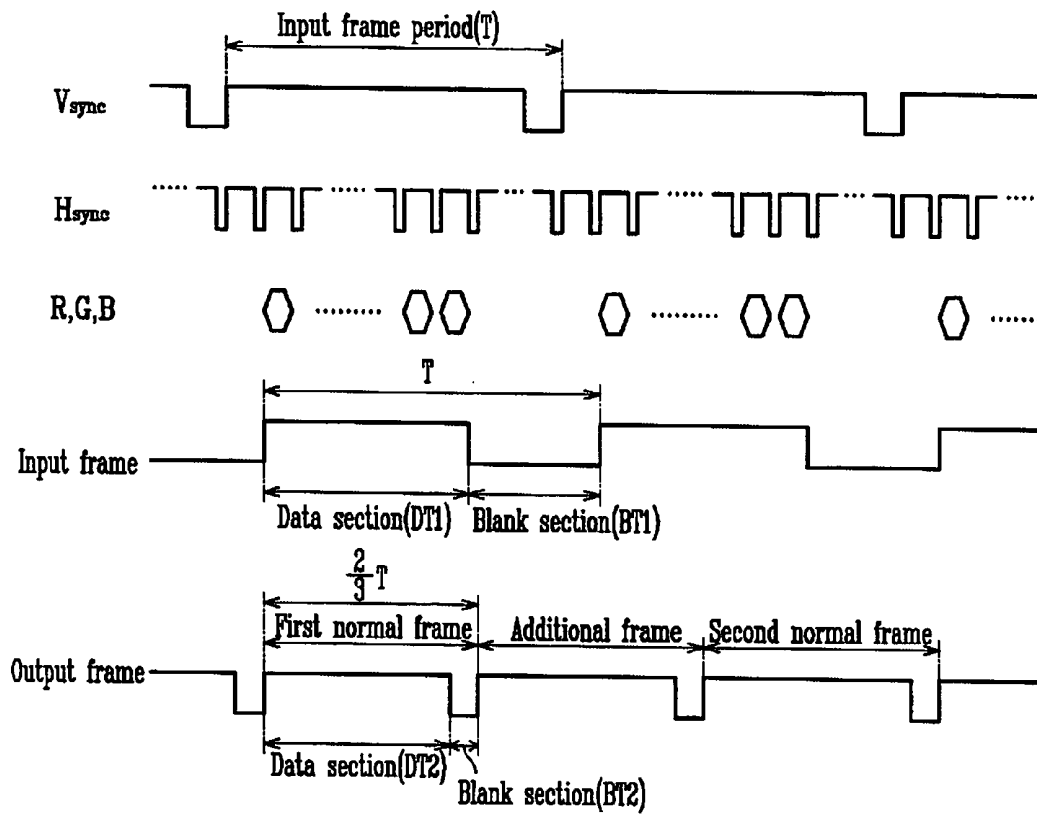 Input frame period(T)
Vsync
Hsync
R,G,B
T
Input frame
Data section(DT1)
Blank section(BT1)
2/3 T
First normal frame
Additional frame
Second normal frame
Output frame
Data section(DT2)
Blank section(BT2)